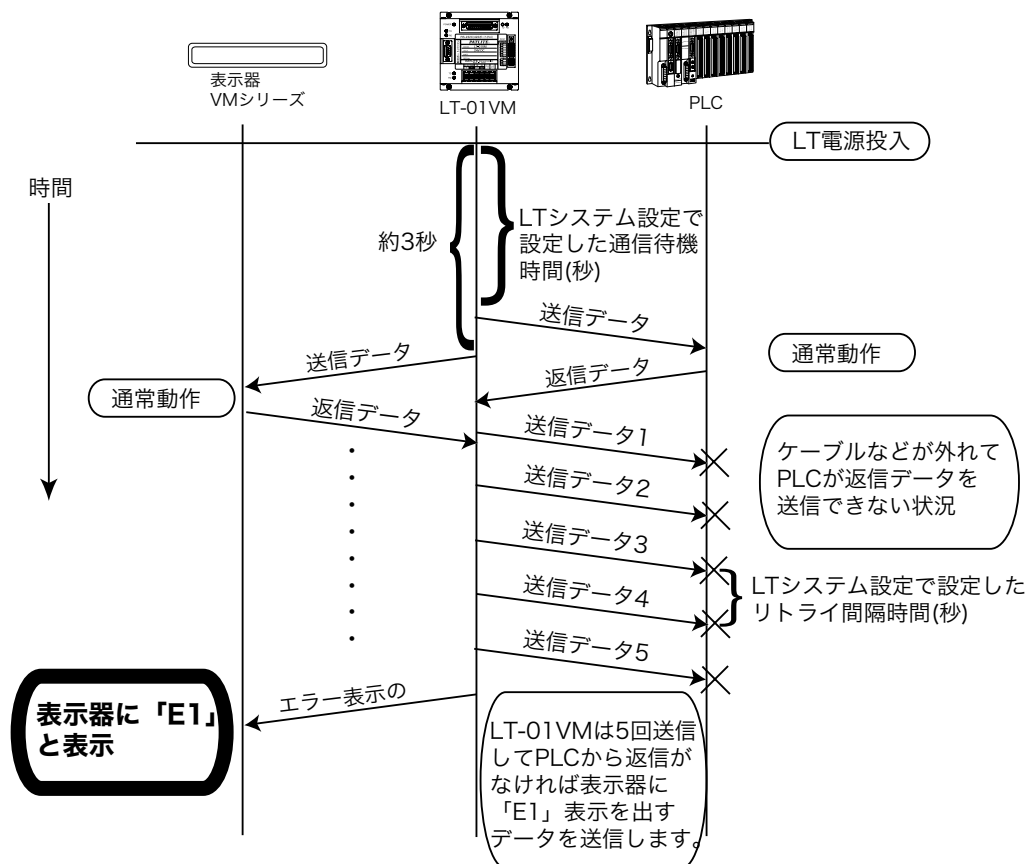 表示器
VMシリーズ
LT-01VM
PLC
LT電源投入
時間
約3秒
LTシステム設定で
設定した通信待機
時間(秒)
送信データ
送信データ
通常動作
返信データ
通常動作
返信データ
送信データ1
ケーブルなどが外れて
PLCが返信データを
送信できない状況
送信データ2
送信データ3
LTシステム設定で設定した
リトライ間隔時間(秒)
送信データ4
送信データ5
エラー表示の
表示器に「E1」
と表示
LT-01VMは5回送信
してPLCから返信が
なければ表示器に
「E1」表示を出す
データを送信します。